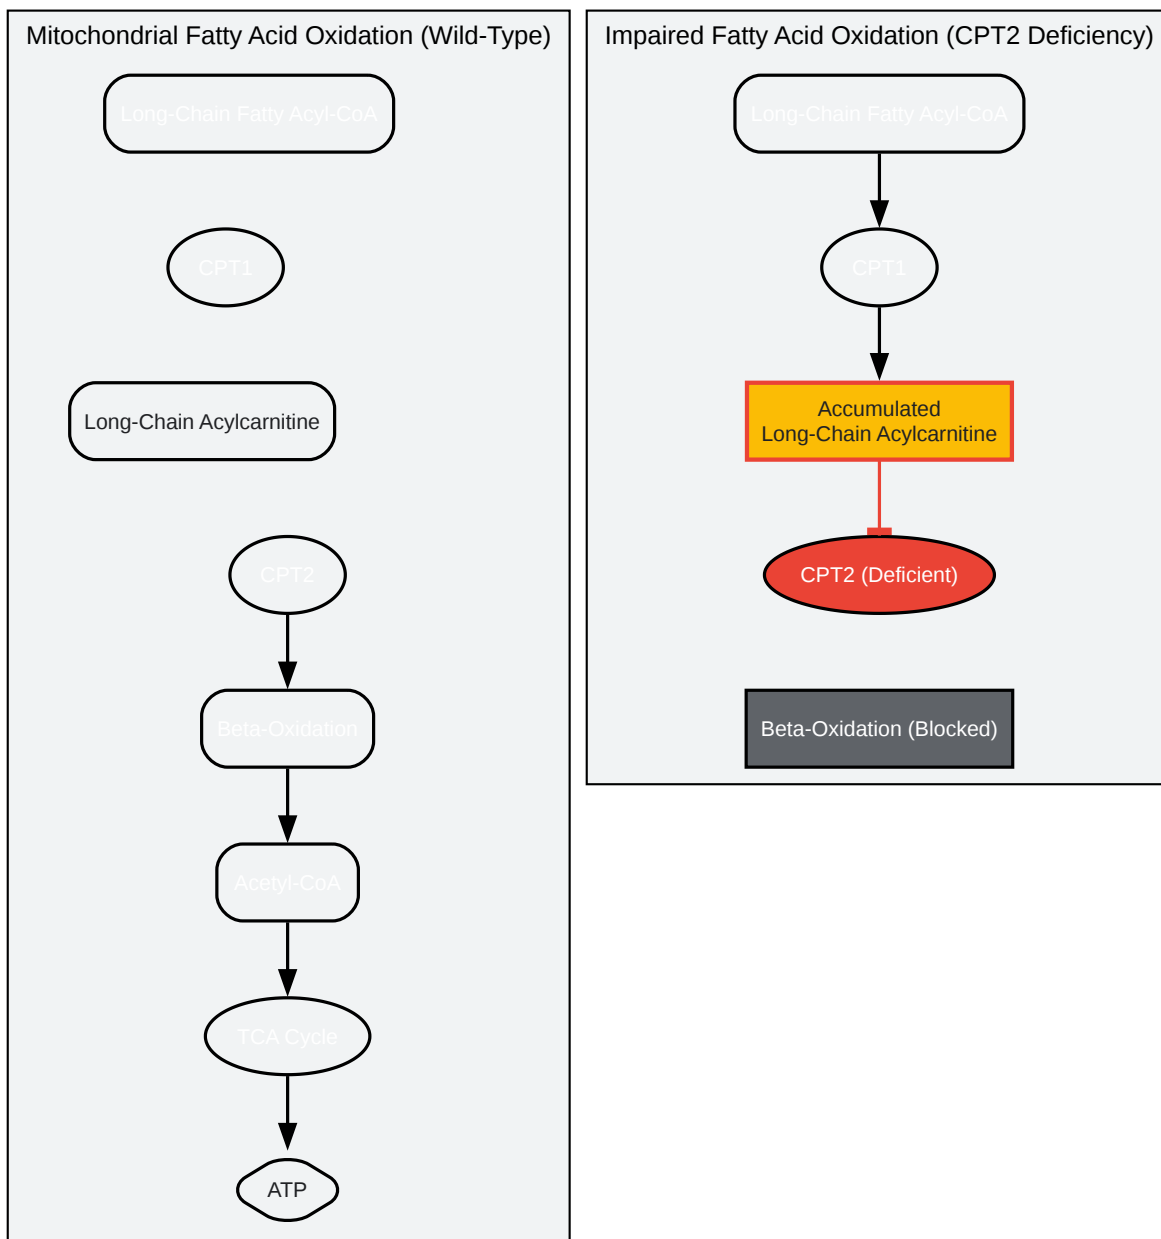 Mitochondrial Fatty Acid Oxidation (Wild-Type)
Long-Chain Fatty Acyl-CoA
CPT1
Long-Chain Acylcarnitine
CPT2
Beta-Oxidation
Acetyl-CoA
TCA Cycle
ATP
Impaired Fatty Acid Oxidation (CPT2 Deficiency)
Long-Chain Fatty Acyl-CoA
CPT1
Accumulated
Long-Chain Acylcarnitine
CPT2 (Deficient)
Beta-Oxidation (Blocked)